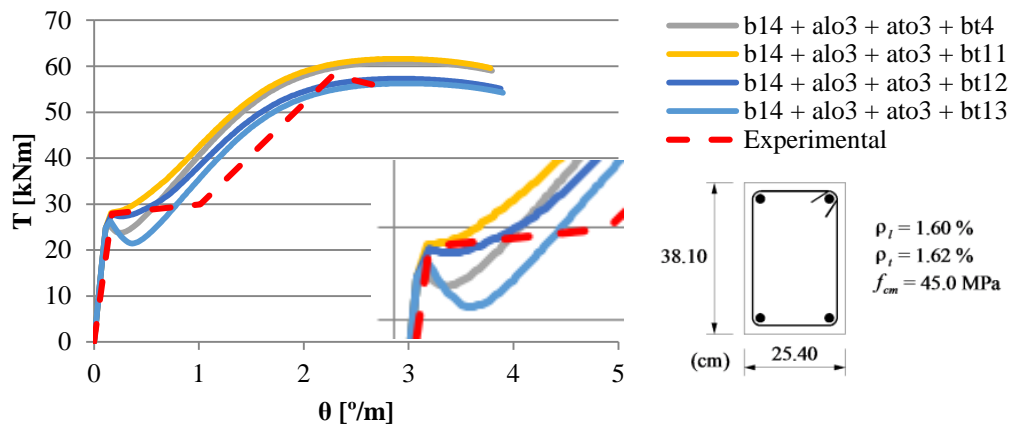 70
60
50
40
30
20
10
0
T [kNm]
0 1 2 3 4 5
θ [º/m]
b14 + alo3 + ato3 + bt4
b14 + alo3 + ato3 + bt11
b14 + alo3 + ato3 + bt12
b14 + alo3 + ato3 + bt13
Experimental
38.10
(cm)
25.40
ρl = 1.60 %
ρt = 1.62 %
fcm = 45.0 MPa